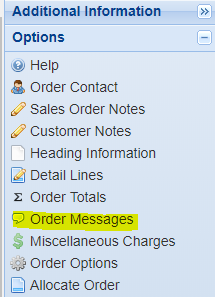 Additional Information
Options
Help
Order Contact
Sales Order Notes
Customer Notes
Heading Information
Detail Lines
Σ Order Totals
Order Messages
Miscellaneous Charges
Order Options
Allocate Order